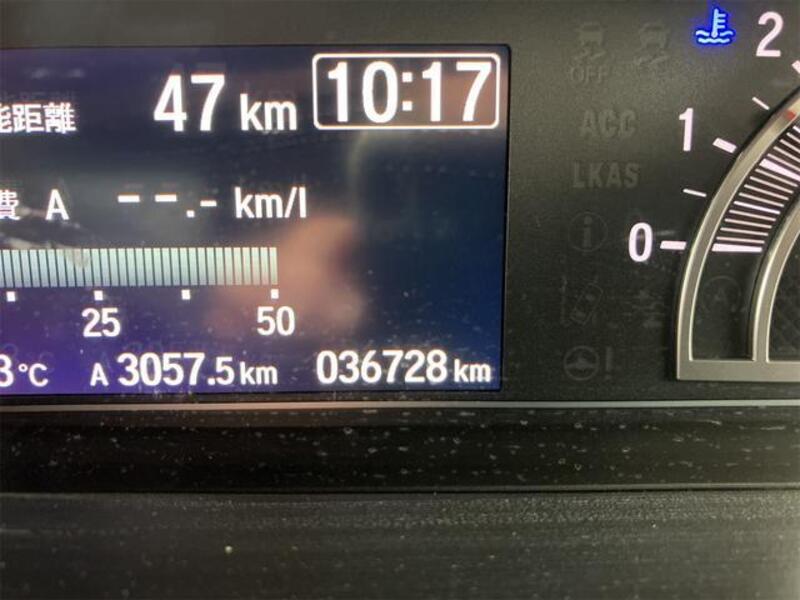 能距離 47 km 10:17
費 A --.- km/l
25 50
3°C A 3057.5 km 036728 km
2
1
0
OFF
ACC
LKAS